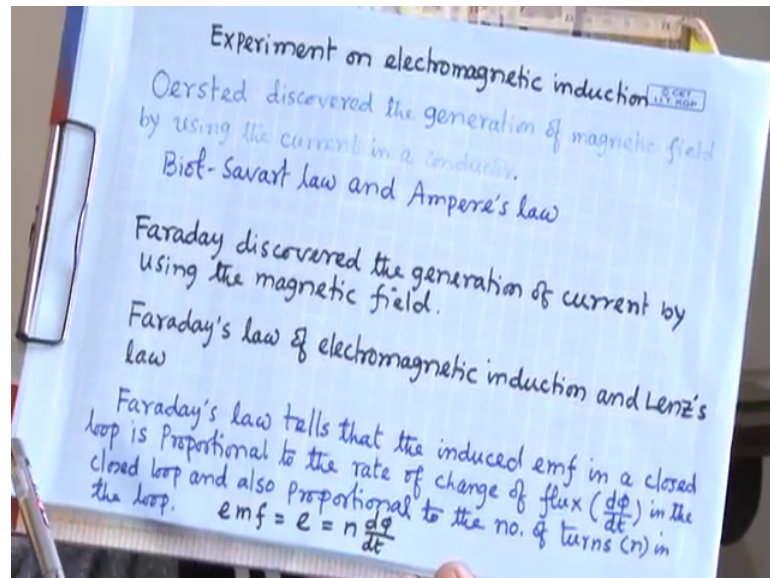 Experiment on electromagnetic induction
Oersted discovered the generation of magnetic field
by using the current in a conductor.
Biot-Savart law and Ampere's law
Faraday discovered the generation of current by
using the magnetic field.
Faraday's law of electromagnetic induction and Lenz's
law
Faraday's law tells that the induced emf in a closed
loop is Proportional to the rate of change of flux (dφ/dt) in the
closed loop and also Proportional to the no. of turns (n) in
the loop.
emf = e = n dφ/dt